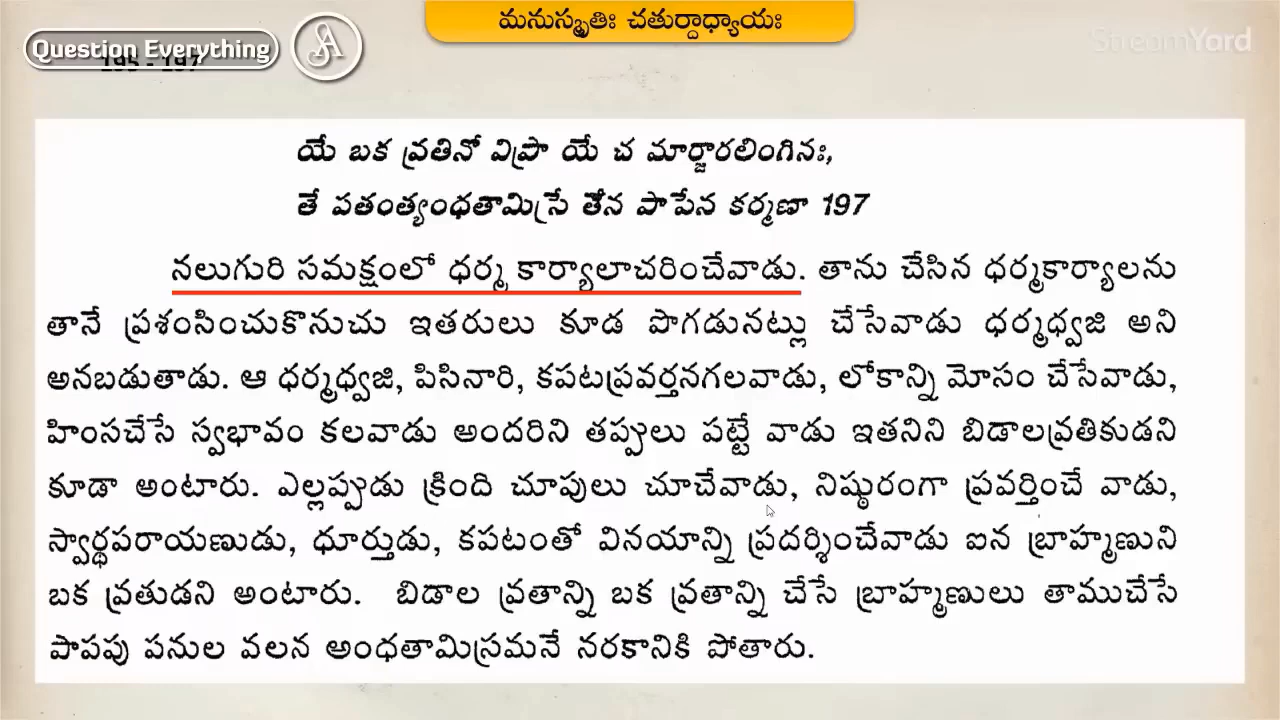 మనుస్మృతిః చతుర్దాధ్యాయః
Question Everything
StreamYard
195 - 197
యే బక వ్రతినో విప్రా యే చ మార్జారలింగినః,
తే పతంత్యంధతామిస్రే తేన పాపేన కర్మణా 197
నలుగురి సమక్షంలో ధర్మ కార్యాలాచరించేవాడు. తాను చేసిన ధర్మకార్యాలను
తానే ప్రశంసించుకొనుచు ఇతరులు కూడ పొగడునట్లు చేసేవాడు ధర్మధ్వజి అని
అనబడుతాడు. ఆ ధర్మధ్వజి, పిసినారి, కపటప్రవర్తనగలవాడు, లోకాన్ని మోసం చేసేవాడు,
హింసచేసే స్వభావం కలవాడు అందరిని తప్పులు పట్టే వాడు ఇతనిని బిడాలవ్రతికుడని
కూడా అంటారు. ఎల్లప్పుడు క్రింది చూపులు చూచేవాడు, నిష్ఠురంగా ప్రవర్తించే వాడు,
స్వార్థపరాయణుడు, ధూర్తుడు, కపటంతో వినయాన్ని ప్రదర్శించేవాడు ఐన బ్రాహ్మణుని
బక వ్రతుడని అంటారు. బిడాల వ్రతాన్ని బక వ్రతాన్ని చేసే బ్రాహ్మణులు తాముచేసే
పాపపు పనుల వలన అంధతామిస్రమనే నరకానికి పోతారు.